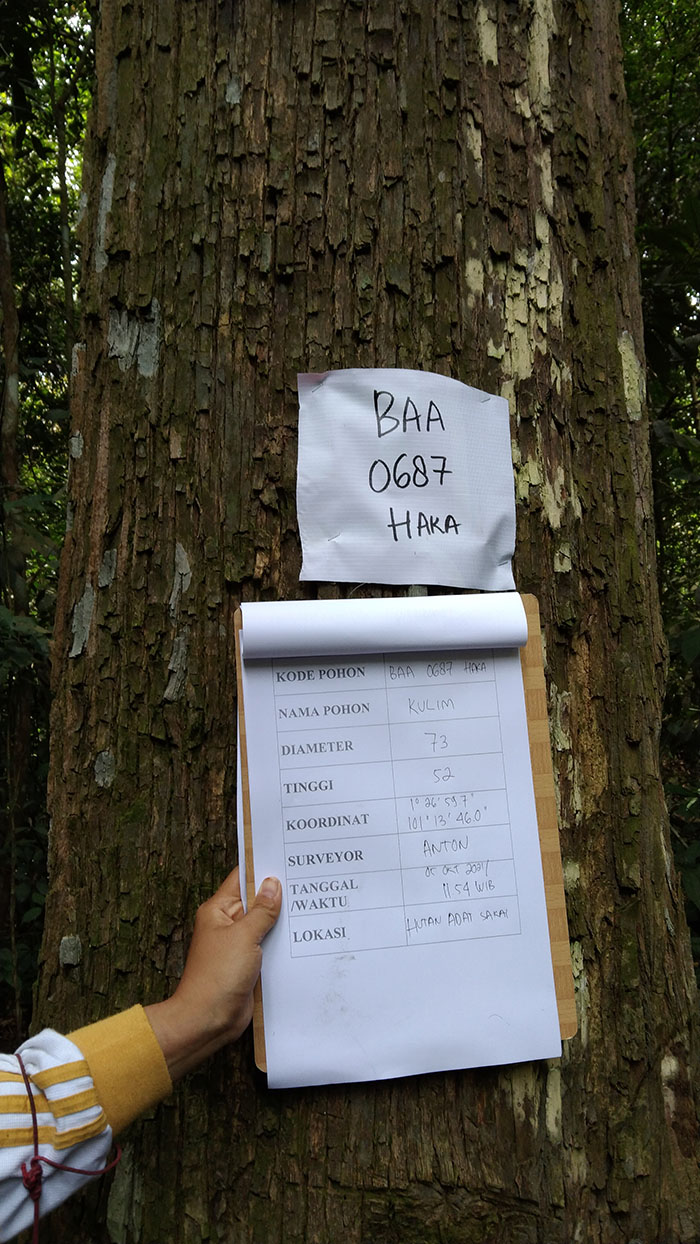 BAA
0687
HAKA
KODE POHON BAA 0687 HAKA
NAMA POHON KULIM
DIAMETER 73
TINGGI 52
KOORDINAT 1° 26' 59.7"
101° 13' 46.0"
SURVEYOR ANTON
TANGGAL 05 OKT 2021/
/WAKTU 11 54 WIB
LOKASI HUTAN ADAT SAKAI